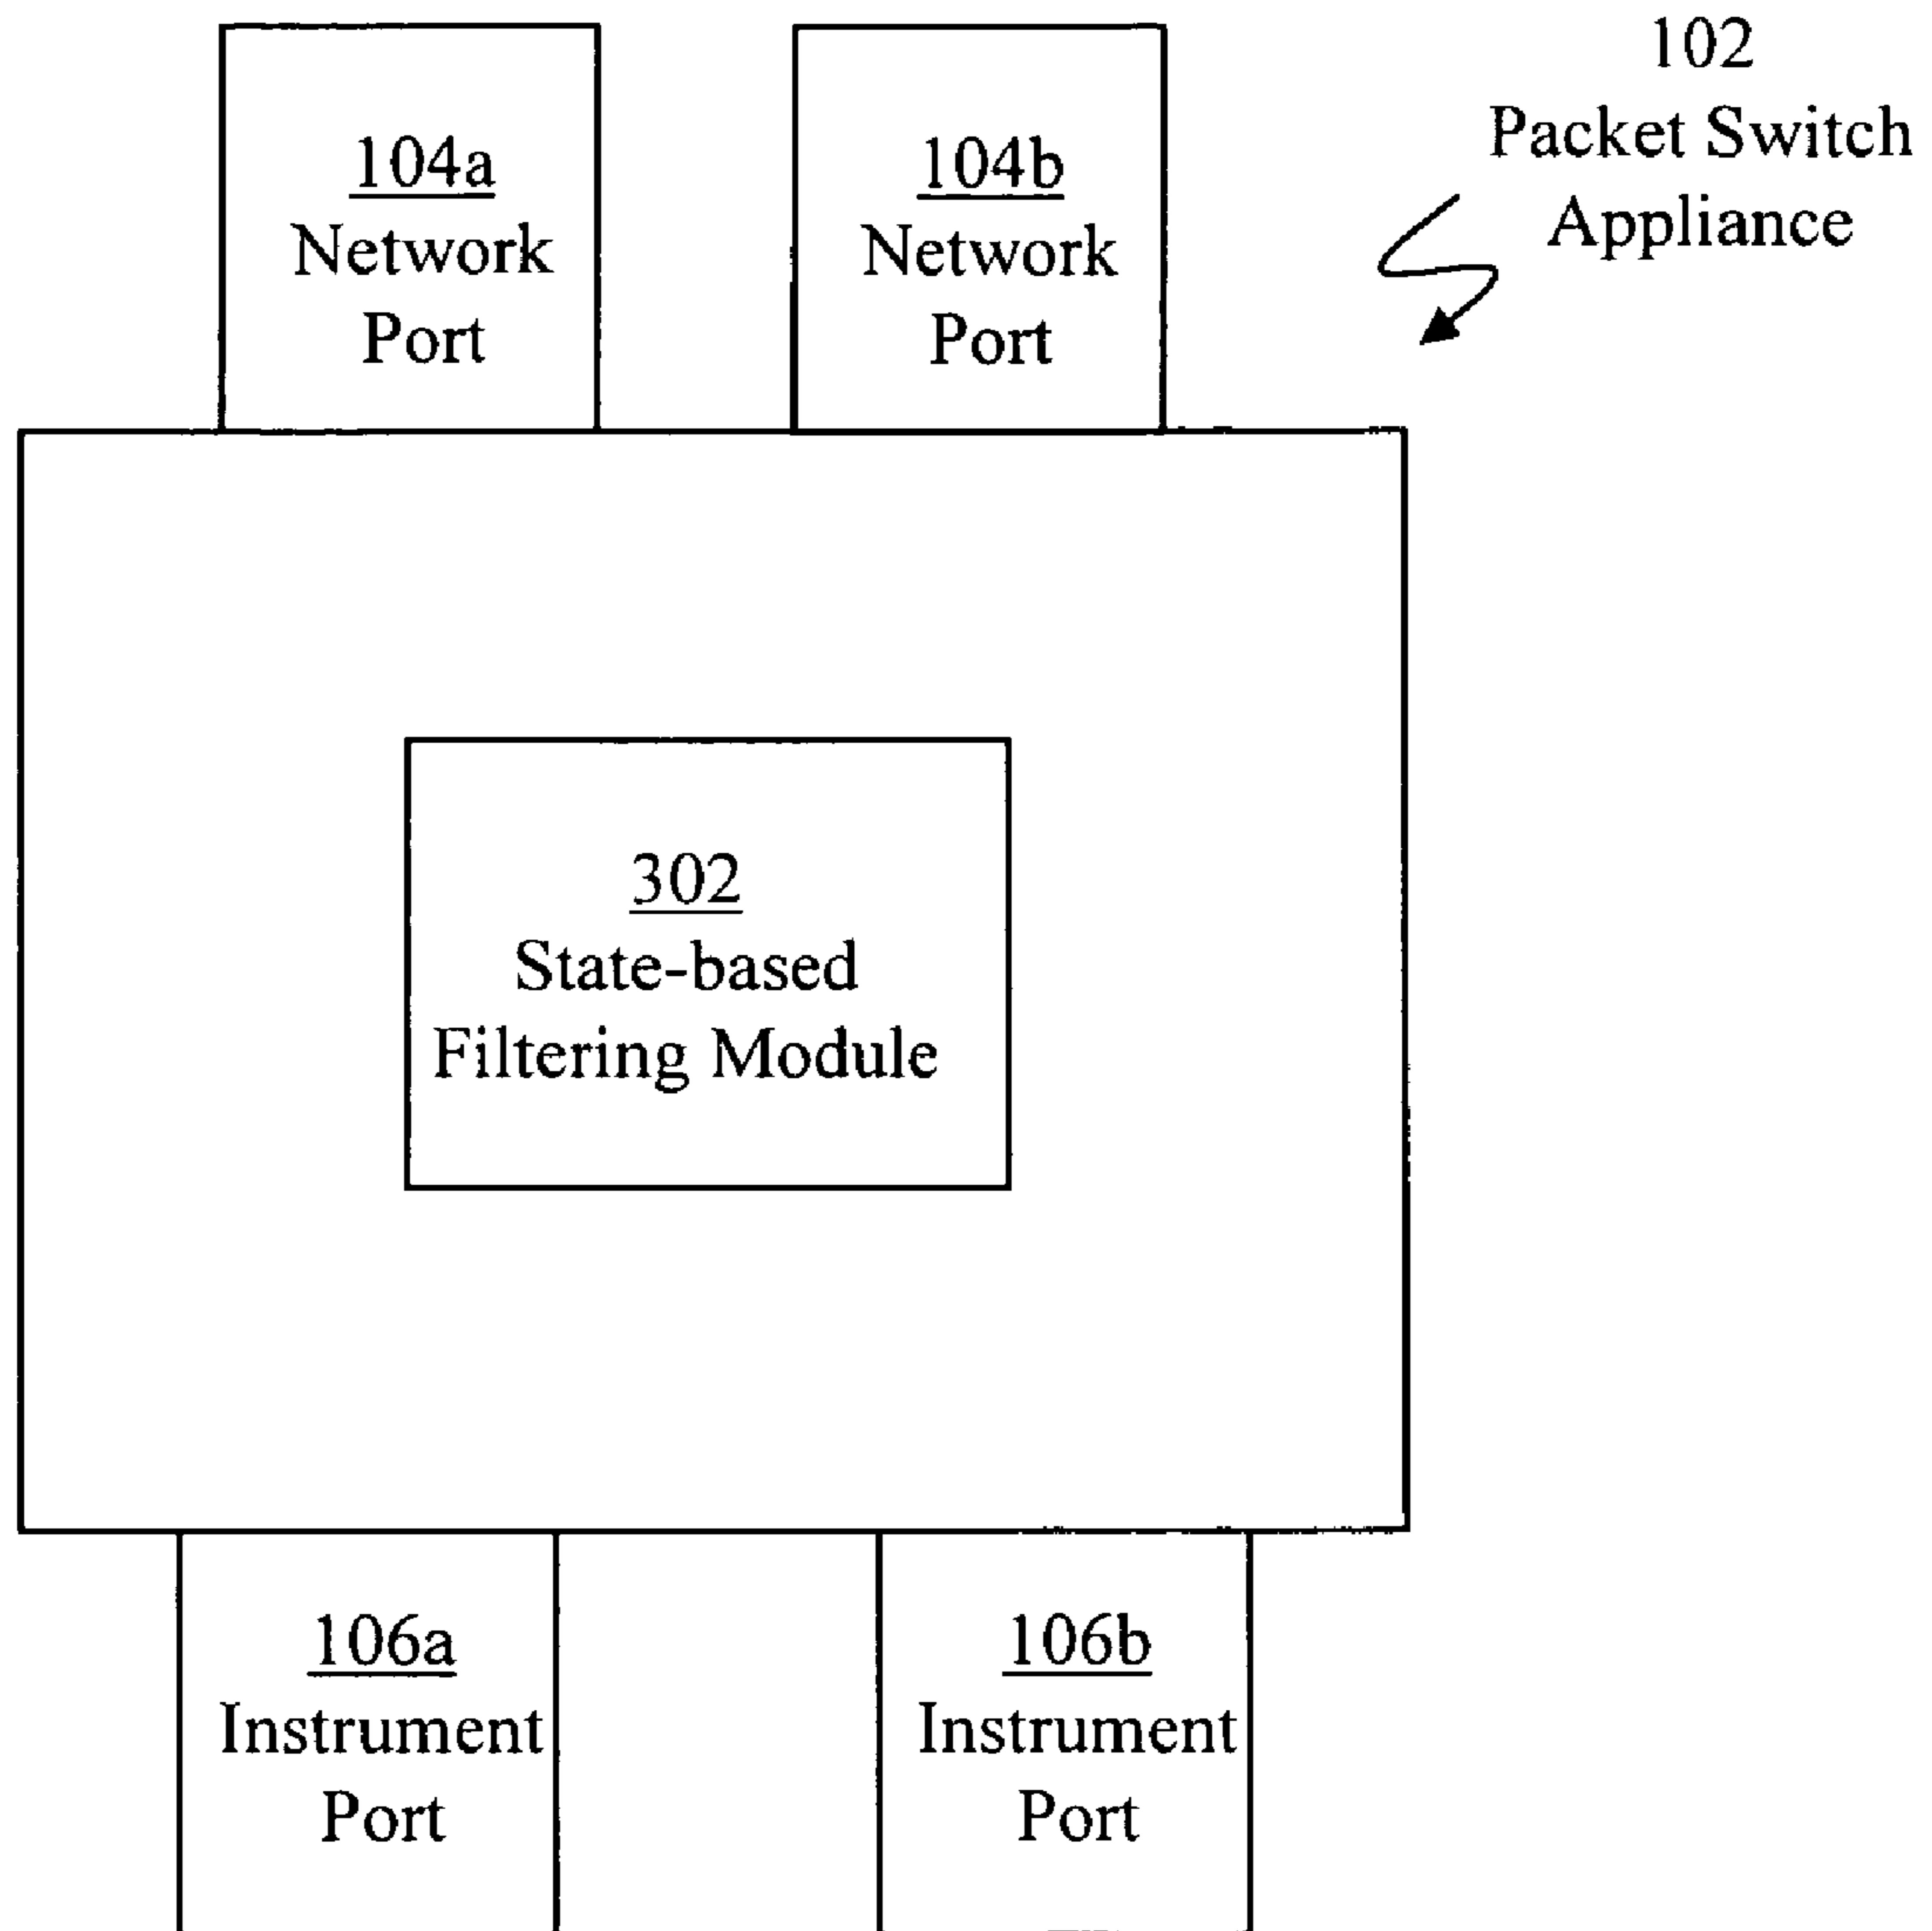 104a
Network
Port
104b
Network
Port
102
Packet Switch
Appliance
302
State-based
Filtering Module
106a
Instrument
Port
106b
Instrument
Port